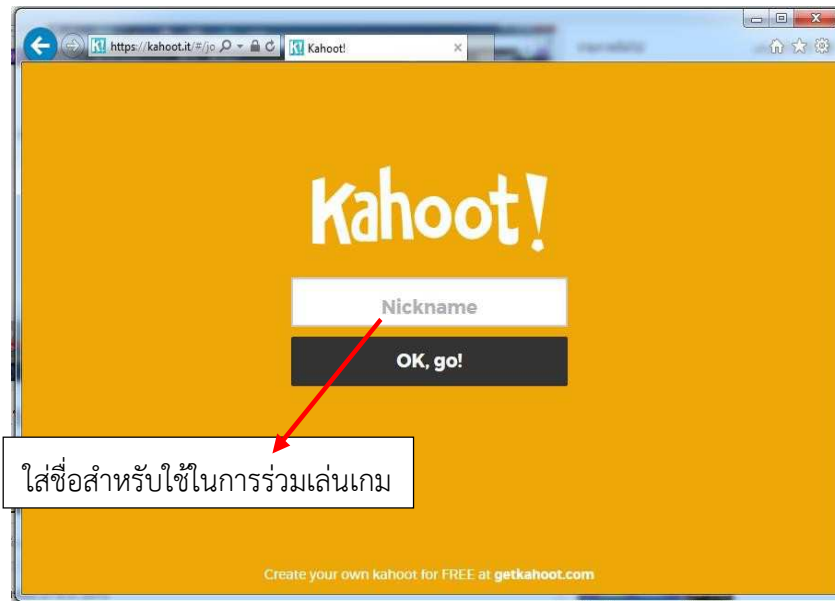 https://kahoot.it/#/jo
Kahoot!
Kahoot!
Nickname
OK, go!
ใส่ชื่อสำหรับใช้ในการร่วมเล่นเกม
Create your own kahoot for FREE at getkahoot.com